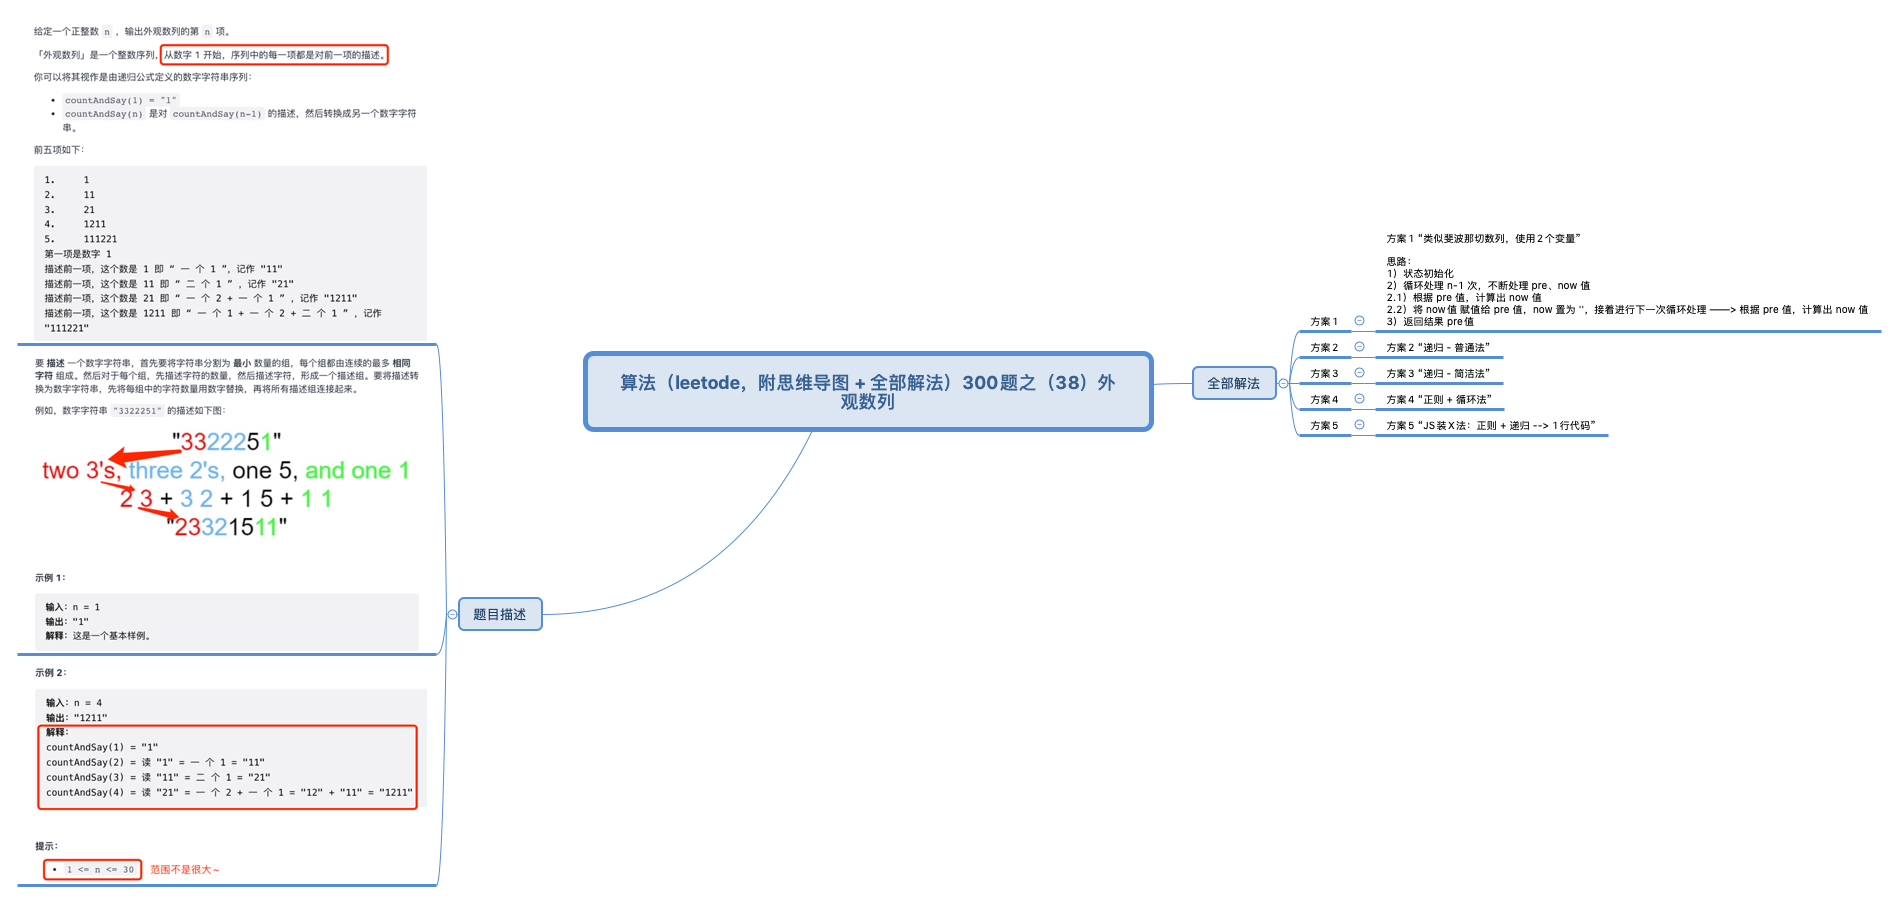 给定一个正整数 n ，输出外观数列的第 n 项。
「外观数列」是一个整数序列，从数字 1 开始，序列中的每一项都是对前一项的描述。
你可以将其视作是由递归公式定义的数字字符串序列：
• countAndSay(1) = "1"
• countAndSay(n) 是对 countAndSay(n-1) 的描述，然后转换成另一个数字字符
串。
前五项如下：
1. 1
2. 11
3. 21
4. 1211
5. 111221
第一项是数字 1
描述前一项，这个数是 1 即 “ 一 个 1 ”，记作 "11"
描述前一项，这个数是 11 即 “ 二 个 1 ” ，记作 "21"
描述前一项，这个数是 21 即 “ 一 个 2 + 一 个 1 ” ，记作 "1211"
描述前一项，这个数是 1211 即 “ 一 个 1 + 一 个 2 + 二 个 1 ” ，记作
"111221"
要 描述 一个数字字符串，首先要将字符串分割为 最小 数量的组，每个组都由连续的最多 相同
字符 组成。然后对于每个组，先描述字符的数量，然后描述字符，形成一个描述组。要将描述转
换为数字字符串，先将每组中的字符数量用数字替换，再将所有描述组连接起来。
例如，数字字符串 "3322251" 的描述如下图：
"3322251"
two 3's, three 2's, one 5, and one 1
2 3 + 3 2 + 1 5 + 1 1
"23321511"
示例 1：
输入：n = 1
输出："1"
解释：这是一个基本样例。
示例 2：
输入：n = 4
输出："1211"
解释：
countAndSay(1) = "1"
countAndSay(2) = 读 "1" = 一 个 1 = "11"
countAndSay(3) = 读 "11" = 二 个 1 = "21"
countAndSay(4) = 读 "21" = 一 个 2 + 一 个 1 = "12" + "11" = "1211"
提示：
• 1 <= n <= 30 范围不是很大~
题目描述
算法（leetode，附思维导图 + 全部解法）300题之（38）外
观数列
全部解法
方案1
方案1 “类似斐波那切数列，使用2个变量”
思路：
1）状态初始化
2）循环处理 n-1 次，不断处理 pre、now 值
2.1）根据 pre 值，计算出 now 值
2.2）将 now值 赋值给 pre 值，now 置为 ''，接着进行下一次循环处理 ——> 根据 pre 值，计算出 now 值
3）返回结果 pre值
方案2
方案2 “递归 - 普通法”
方案3
方案3 “递归 - 简洁法”
方案4
方案4 “正则 + 循环法”
方案5
方案5 “JS装X法：正则 + 递归 --> 1行代码”